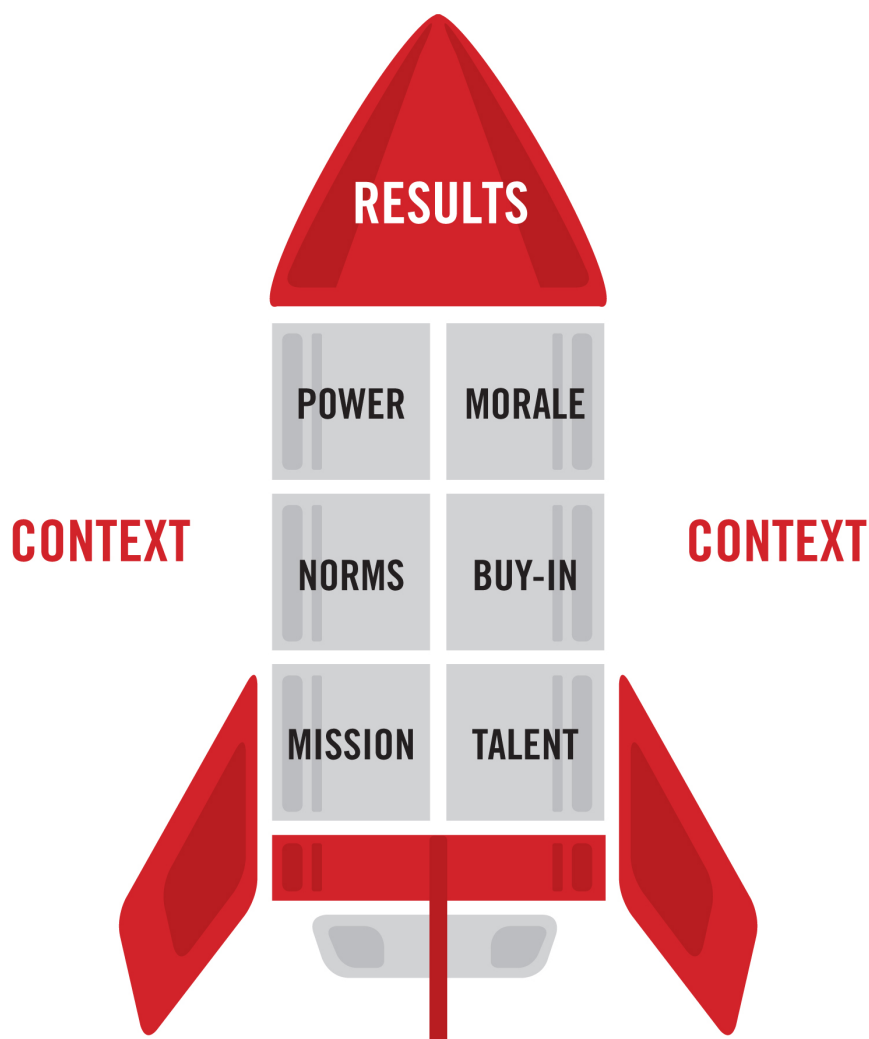 RESULTS
POWER MORALE
CONTEXT CONTEXT
NORMS BUY-IN
MISSION TALENT